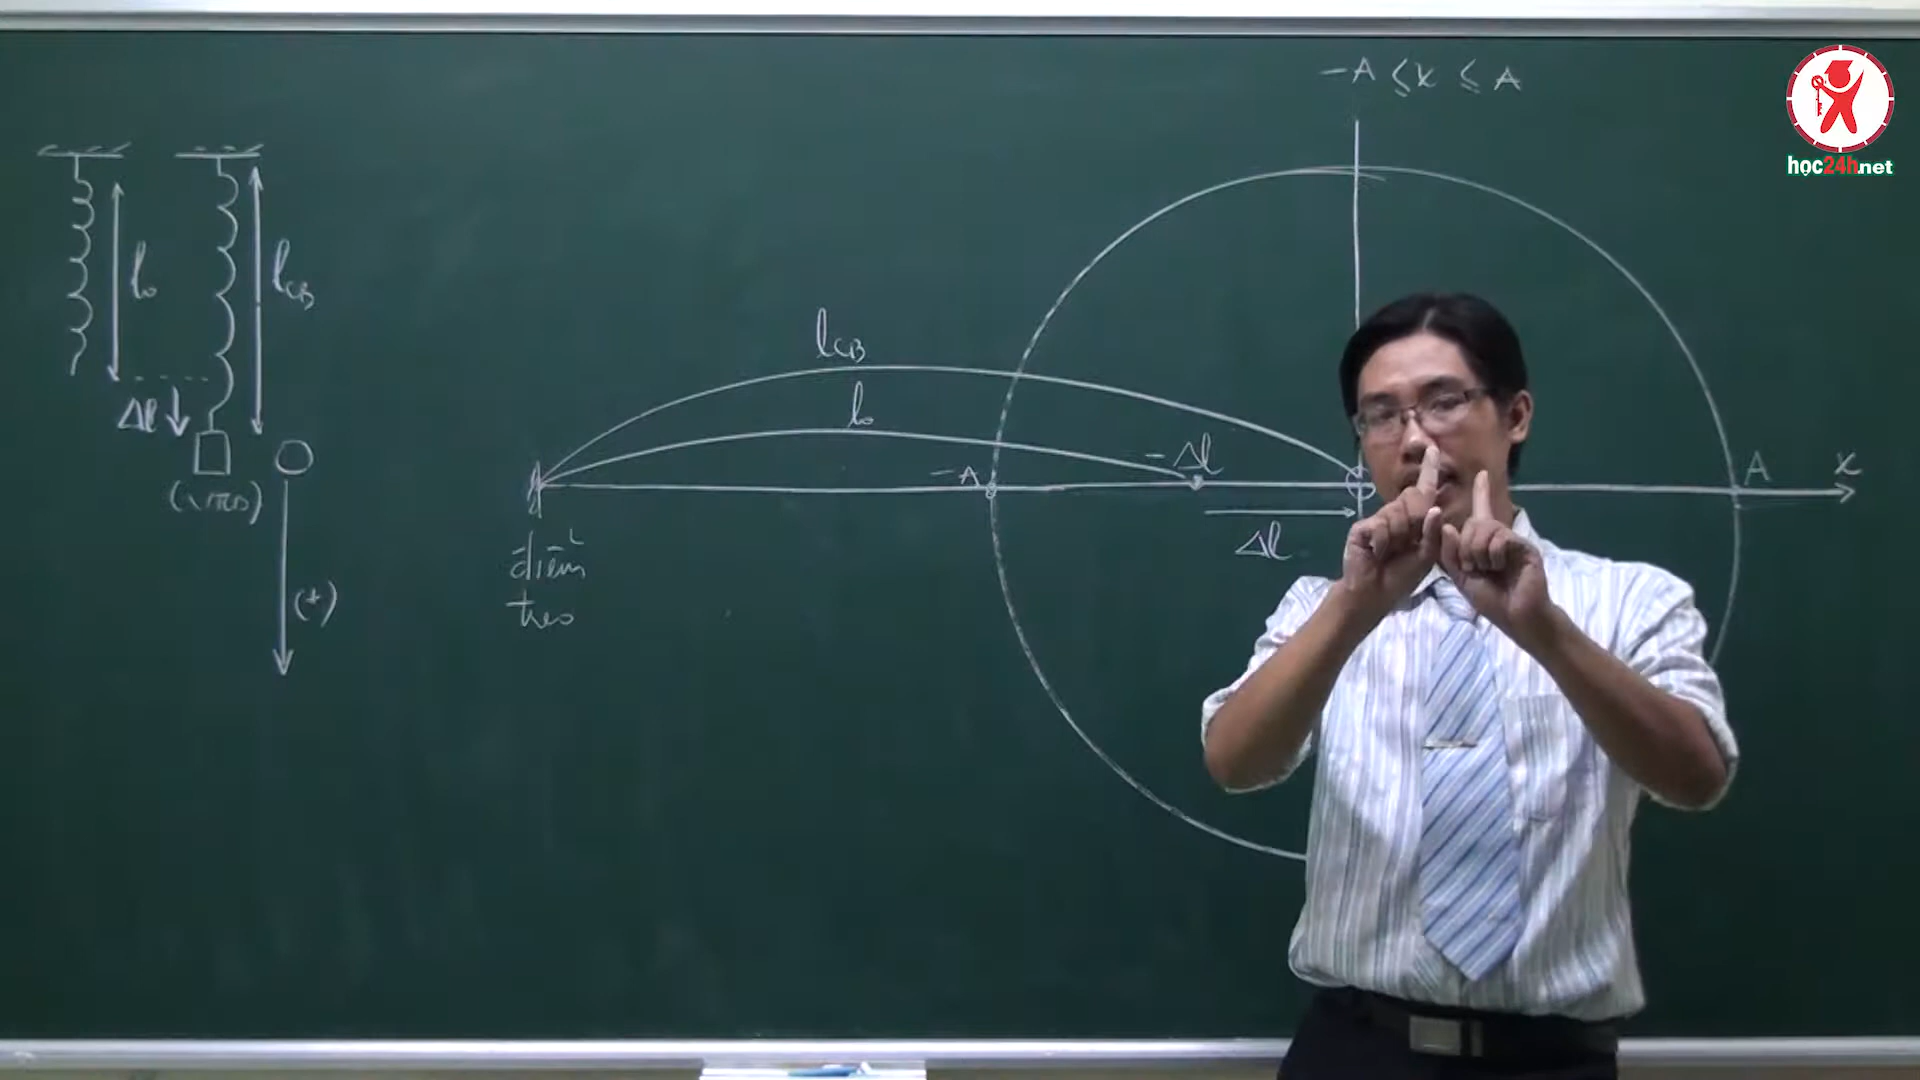 -A ≤ x ≤ A
học24h.net
l₀
l_CB
Δl
(VTCB)
(+)
l_CB
l₀
-A
-Δl
A
x
Δl
điểm
treo